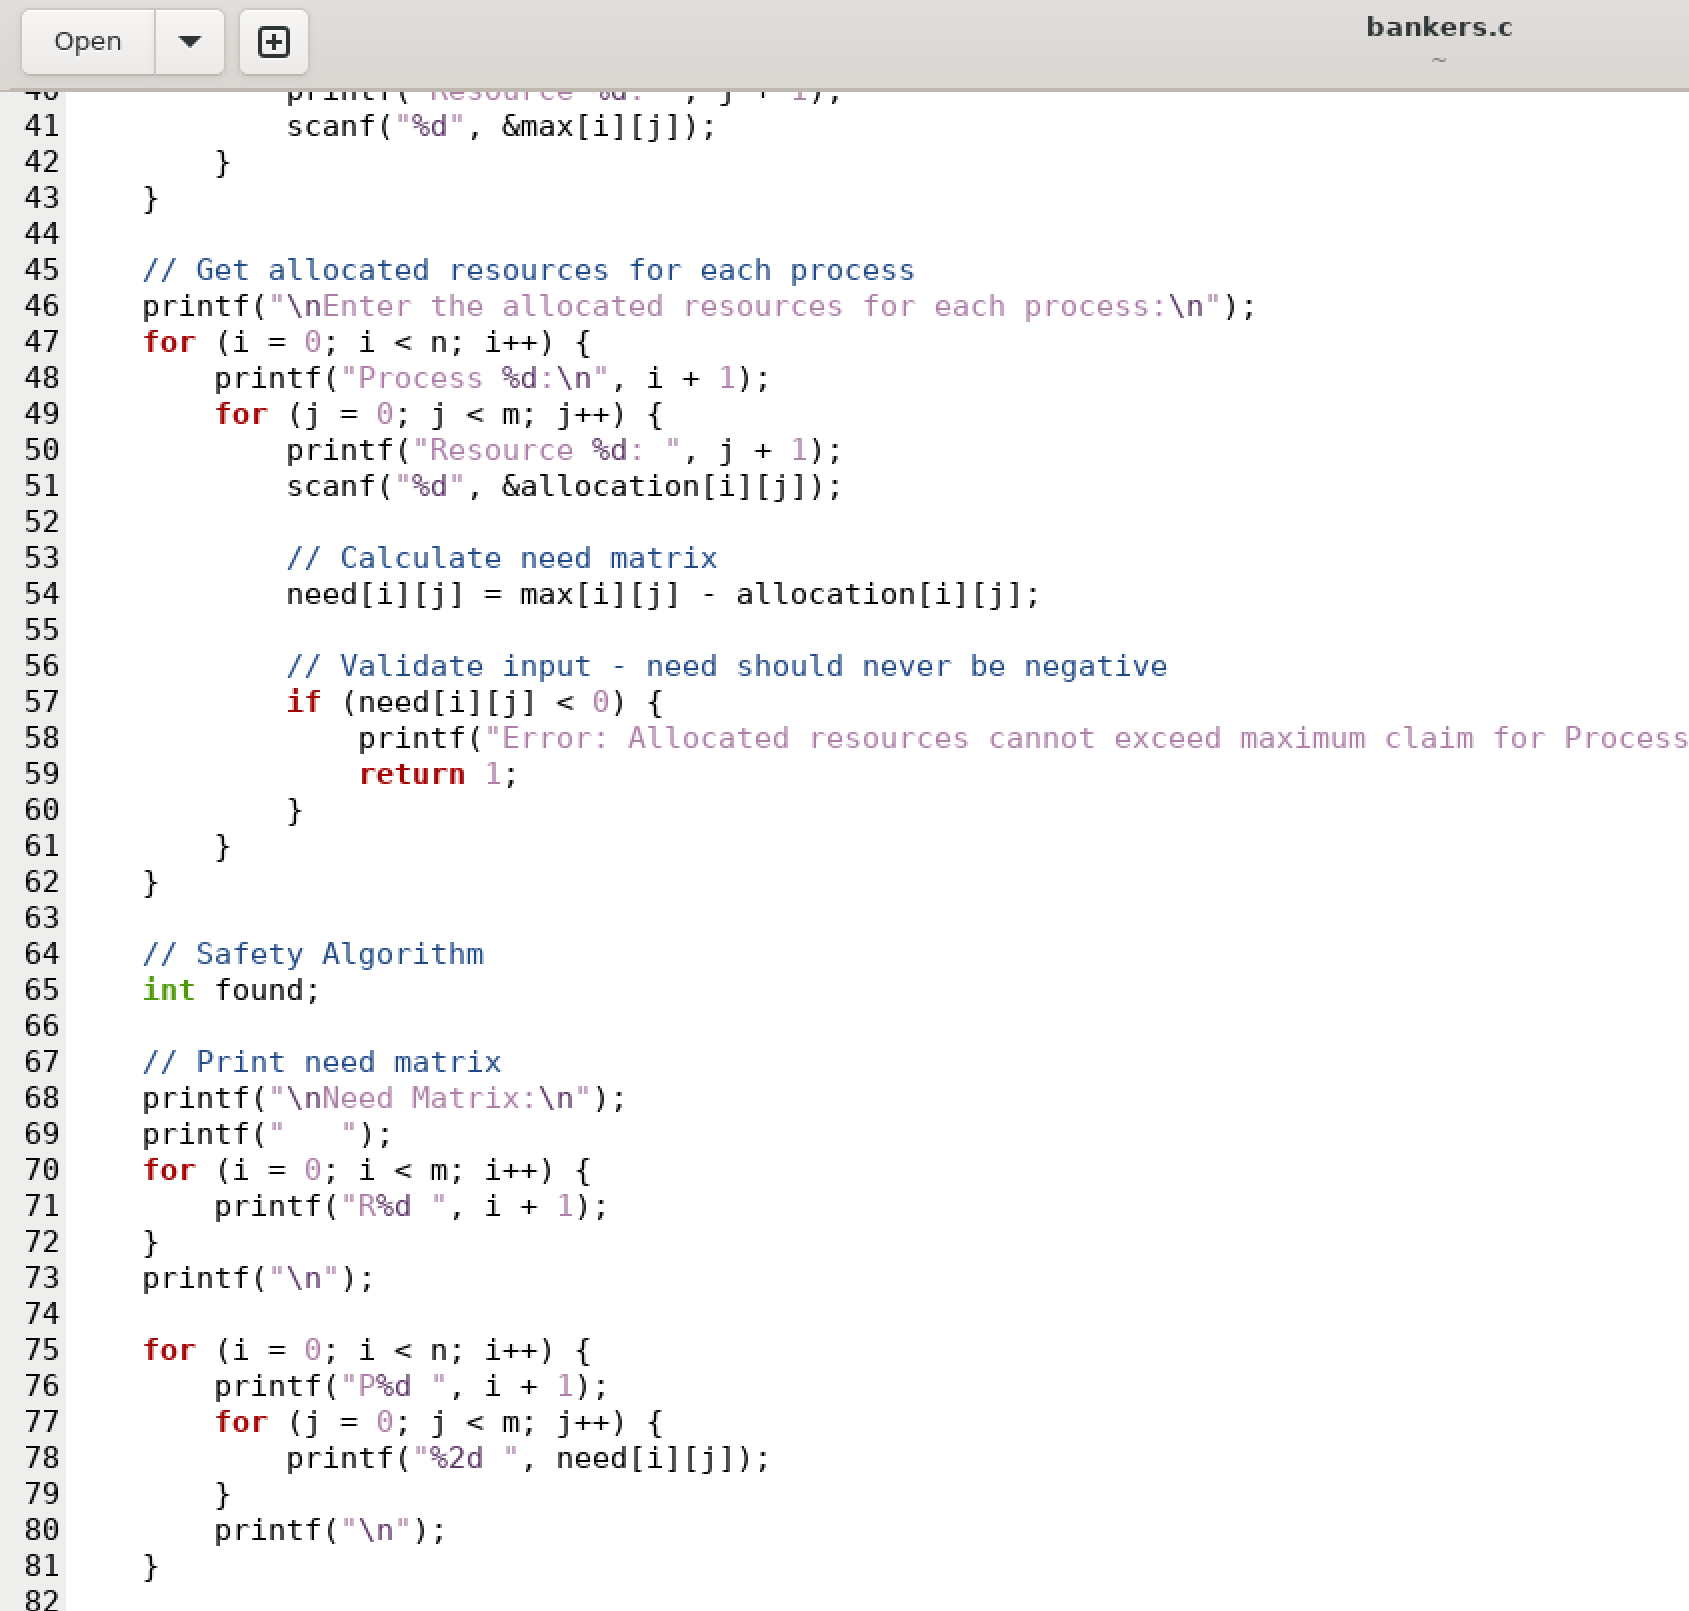 Open
bankers.c
~
40             printf("Resource %d: ", j + 1);
41             scanf("%d", &max[i][j]);
42         }
43     }
44
45     // Get allocated resources for each process
46     printf("\nEnter the allocated resources for each process:\n");
47     for (i = 0; i < n; i++) {
48         printf("Process %d:\n", i + 1);
49         for (j = 0; j < m; j++) {
50             printf("Resource %d: ", j + 1);
51             scanf("%d", &allocation[i][j]);
52
53             // Calculate need matrix
54             need[i][j] = max[i][j] - allocation[i][j];
55
56             // Validate input - need should never be negative
57             if (need[i][j] < 0) {
58                 printf("Error: Allocated resources cannot exceed maximum claim for Process
59                 return 1;
60             }
61         }
62     }
63
64     // Safety Algorithm
65     int found;
66
67     // Print need matrix
68     printf("\nNeed Matrix:\n");
69     printf("   ");
70     for (i = 0; i < m; i++) {
71         printf("R%d ", i + 1);
72     }
73     printf("\n");
74
75     for (i = 0; i < n; i++) {
76         printf("P%d ", i + 1);
77         for (j = 0; j < m; j++) {
78             printf("%2d ", need[i][j]);
79         }
80         printf("\n");
81     }
82